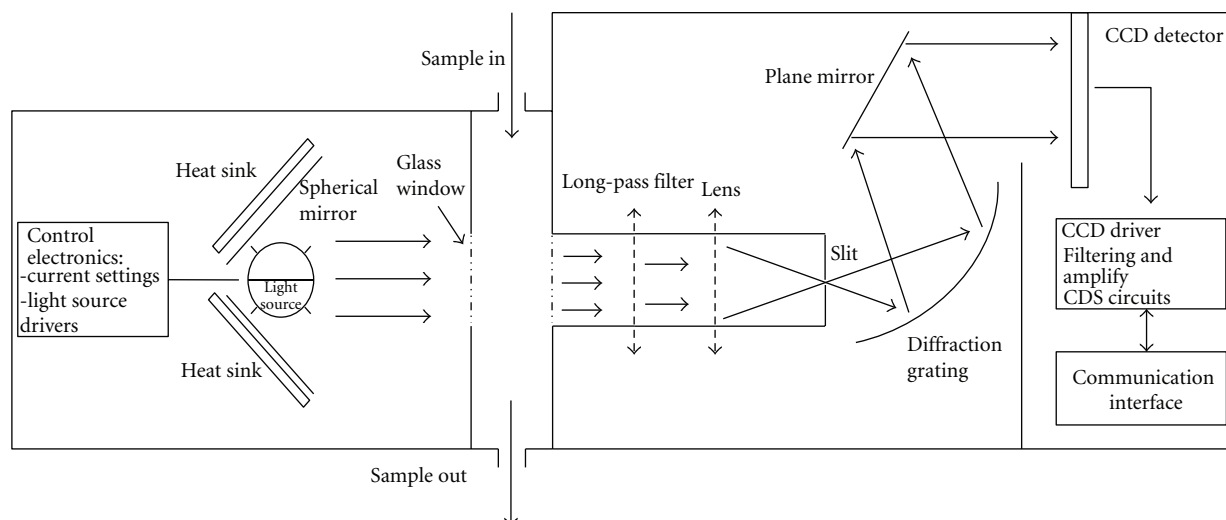 Sample in
CCD detector
Plane mirror
Heat sink
Glass
window
Spherical
mirror
Long-pass filter
Lens
Control
electronics:
-current settings
-light source
drivers
Light
source
Slit
CCD driver
Filtering and
amplify
CDS circuits
Heat sink
Diffraction
grating
Communication
interface
Sample out